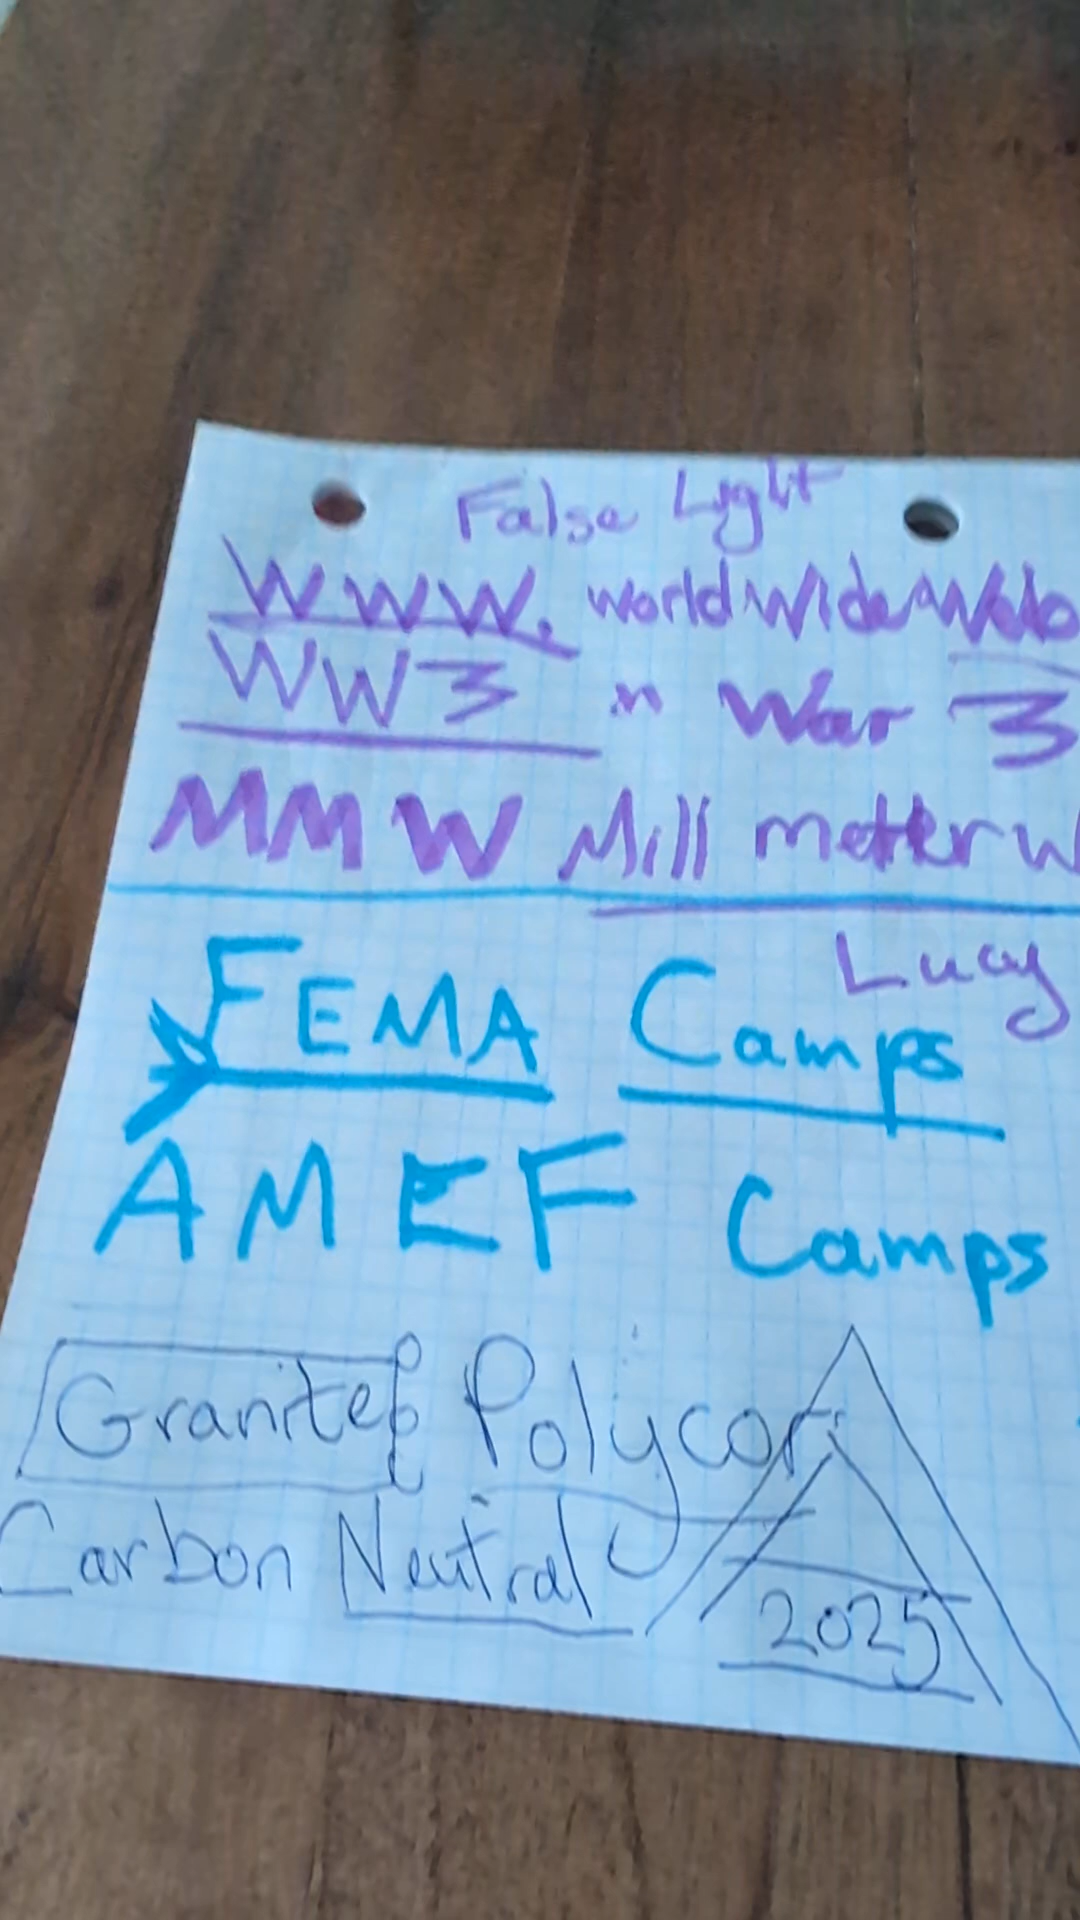 False Light
WWW. world Wide Web
WW3 " War 3
MMW Mill metter W
Lucy
FEMA Camps
AMEF Camps
Granite Polycor
Carbon Neutral
2025